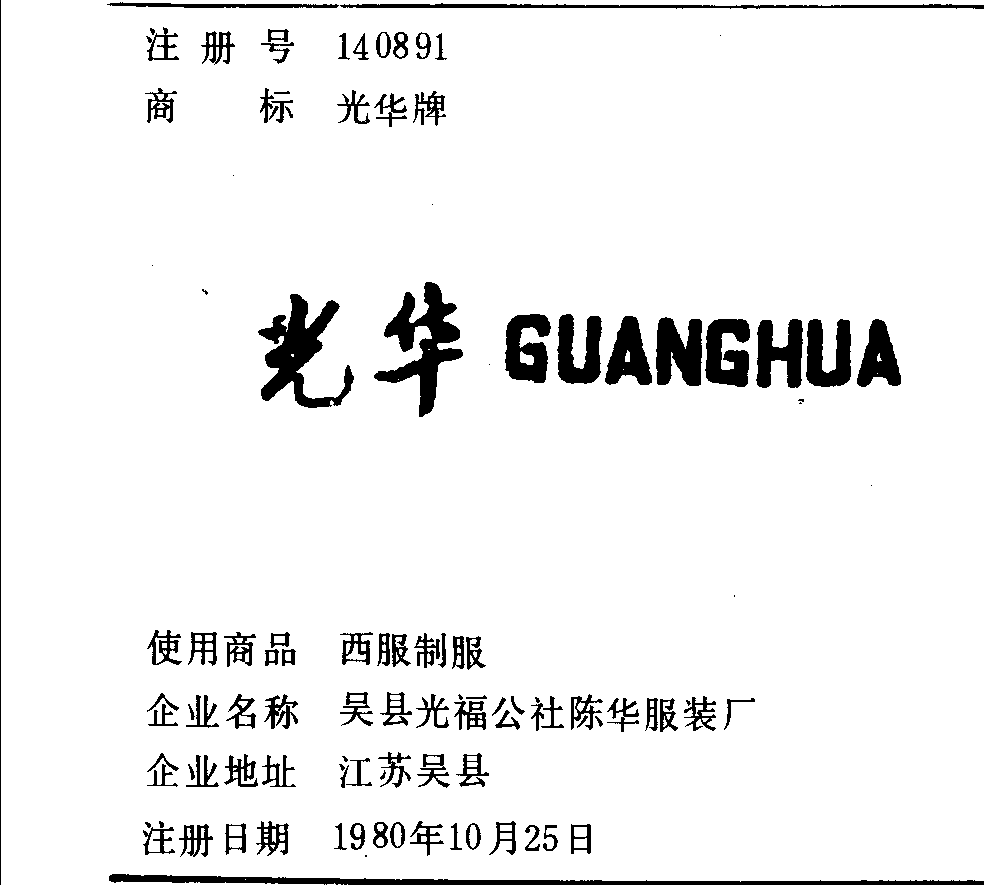 注册号 140891
商标 光华牌
光华 GUANGHUA
使用商品 西服制服
企业名称 吴县光福公社陈华服装厂
企业地址 江苏吴县
注册日期 1980年10月25日